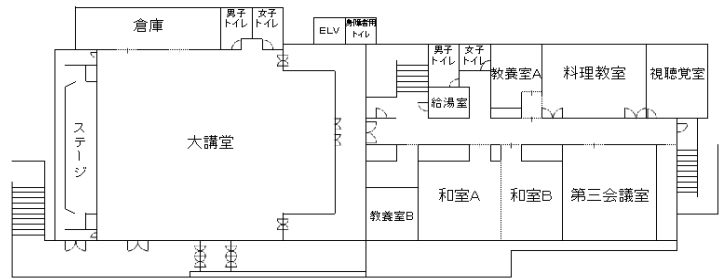 倉庫
男子
トイレ
女子
トイレ
ELV
身障者用
トイレ
男子
トイレ
女子
トイレ
教養室A
料理教室
視聴覚室
給湯室
ステージ
大講堂
和室A
和室B
第三会議室
教養室B